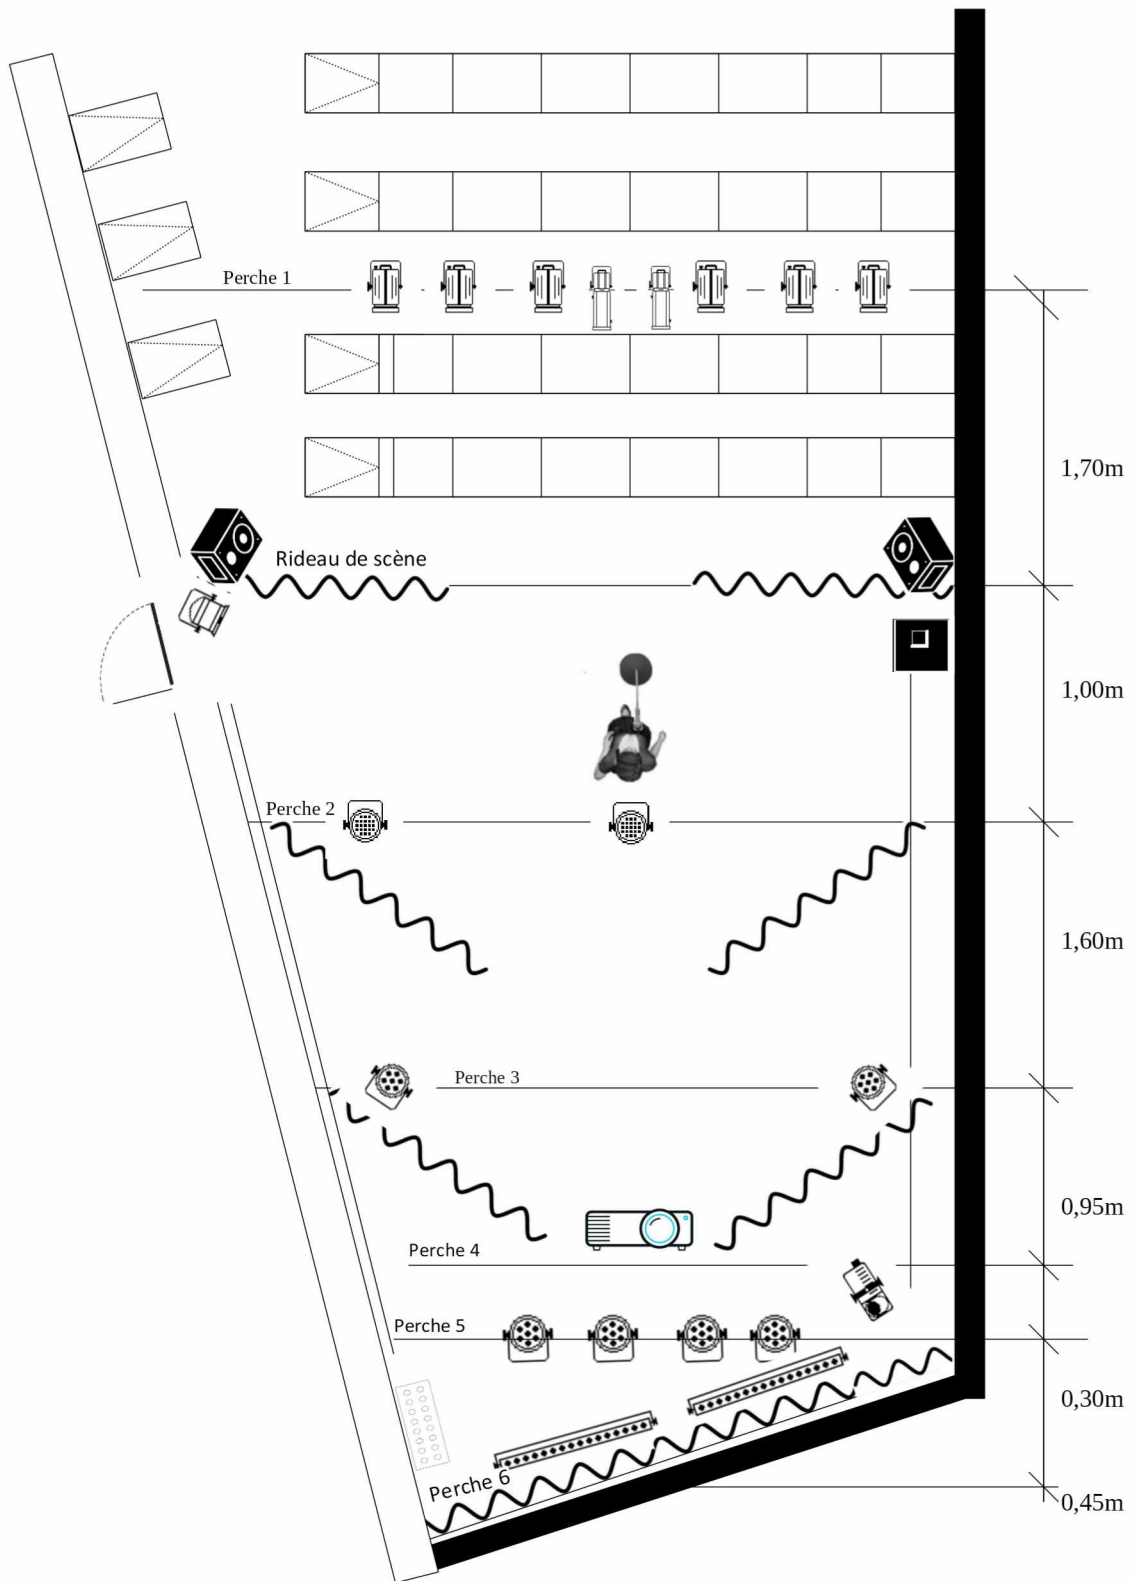 Perche 1
1,70m
Rideau de scène
1,00m
Perche 2
1,60m
Perche 3
0,95m
Perche 4
Perche 5
0,30m
Perche 6
0,45m